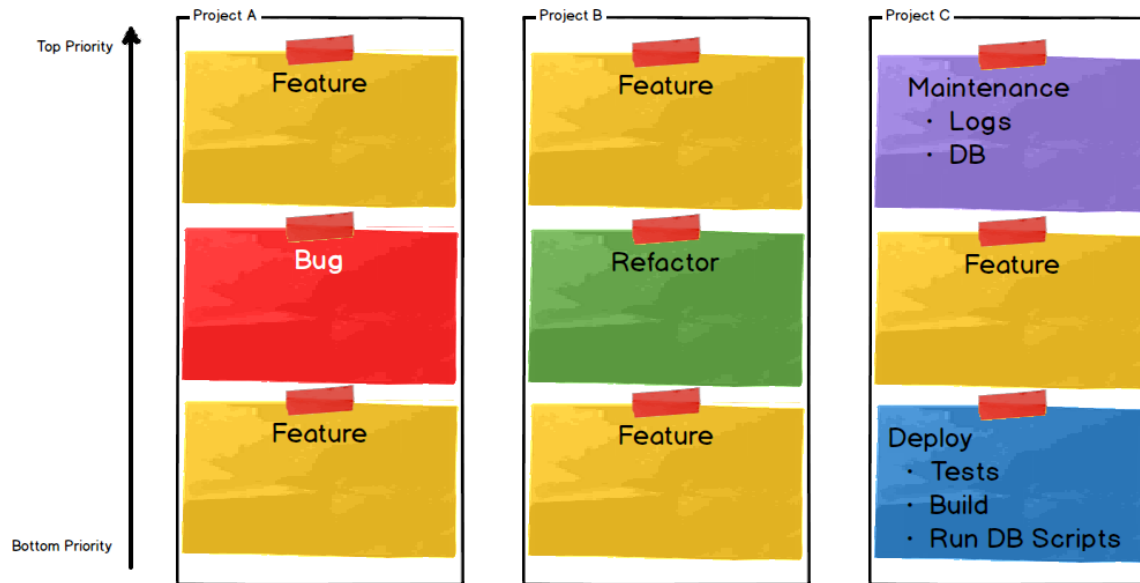 Project A
Project B
Project C
Top Priority
Feature
Feature
Maintenance
· Logs
· DB
Bug
Refactor
Feature
Feature
Feature
Deploy
· Tests
· Build
· Run DB Scripts
Bottom Priority